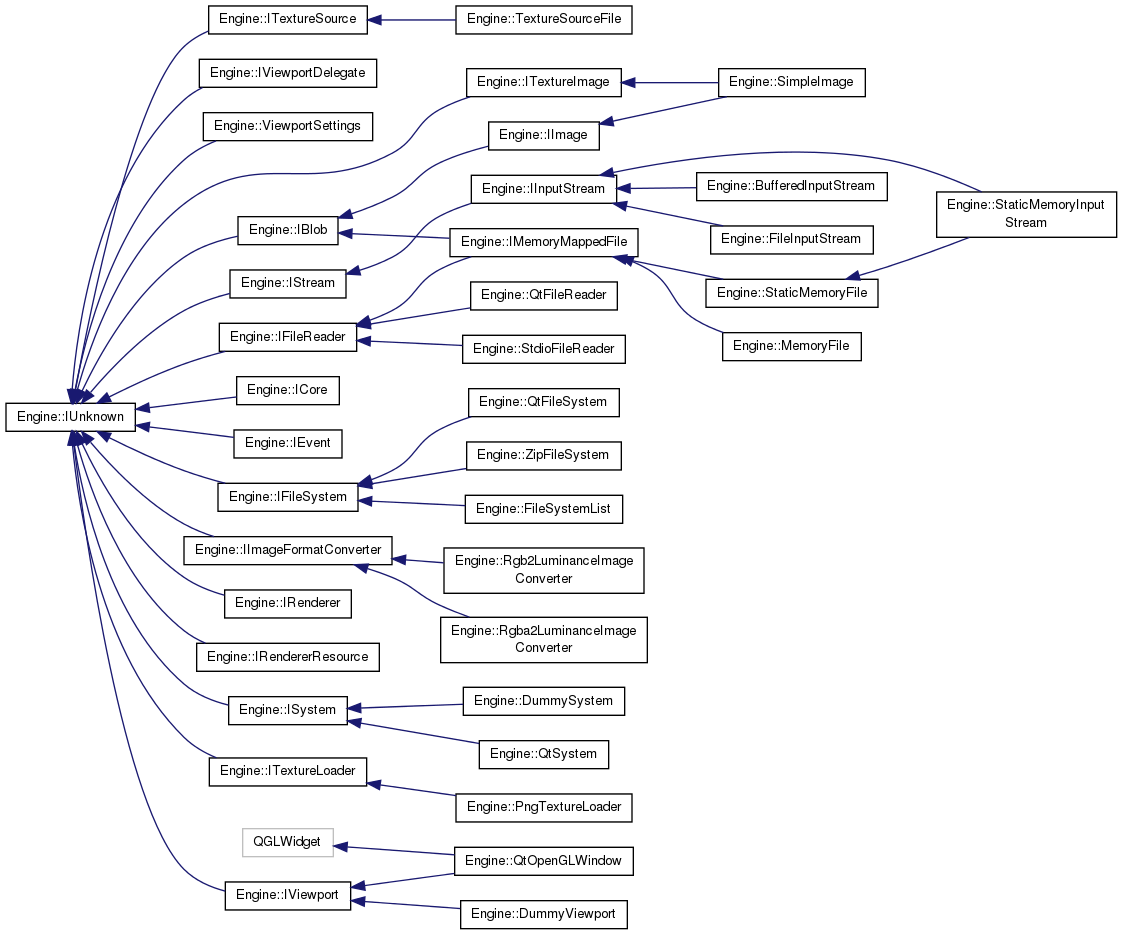 Engine::ITextureSource
Engine::TextureSourceFile
Engine::IViewportDelegate
Engine::ITextureImage
Engine::SimpleImage
Engine::ViewportSettings
Engine::IImage
Engine::IInputStream
Engine::BufferedInputStream
Engine::StaticMemoryInput
Stream
Engine::IBlob
Engine::IMemoryMappedFile
Engine::FileInputStream
Engine::IStream
Engine::QtFileReader
Engine::StaticMemoryFile
Engine::IFileReader
Engine::StdioFileReader
Engine::MemoryFile
Engine::ICore
Engine::QtFileSystem
Engine::IUnknown
Engine::IEvent
Engine::ZipFileSystem
Engine::IFileSystem
Engine::FileSystemList
Engine::IImageFormatConverter
Engine::Rgb2LuminanceImage
Converter
Engine::IRenderer
Engine::Rgba2LuminanceImage
Converter
Engine::IRendererResource
Engine::ISystem
Engine::DummySystem
Engine::QtSystem
Engine::ITextureLoader
Engine::PngTextureLoader
QGLWidget
Engine::QtOpenGLWindow
Engine::IViewport
Engine::DummyViewport